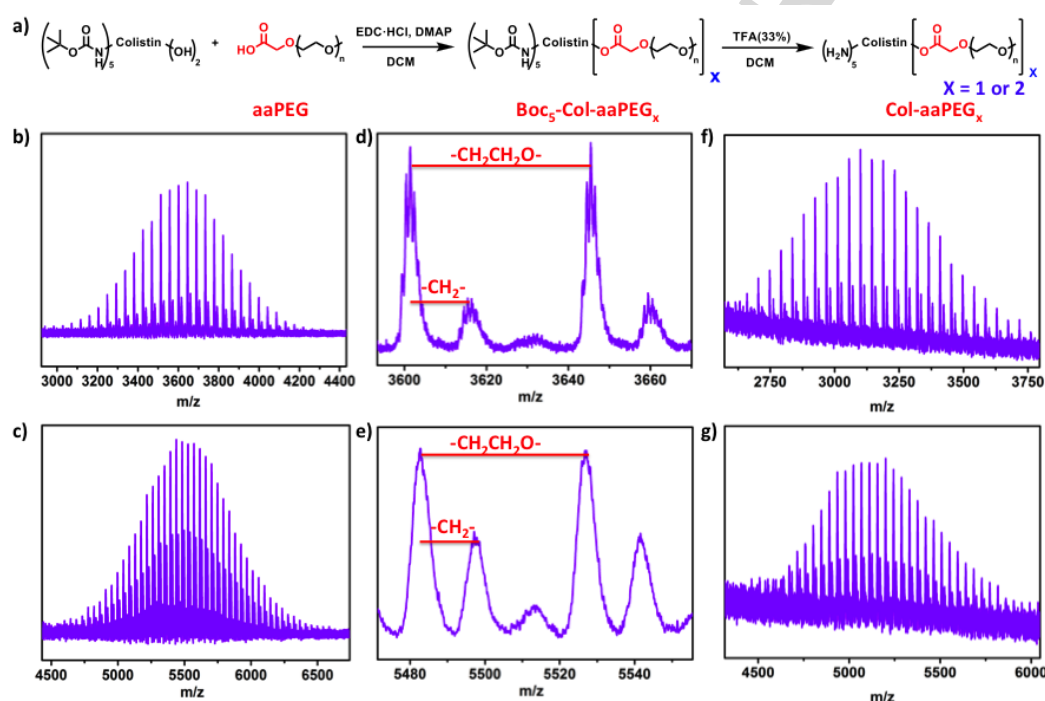 a)
( O N H )5 Colistin (OH)2 + HO O O O n EDC·HCl, DMAP DCM ( O N H )5 Colistin [ O O O O n ]x TFA(33%) DCM (H2N)5 Colistin [ O O O O n ]x
X = 1 or 2
aaPEG Boc5-Col-aaPEGx Col-aaPEGx
b) d) f)
-CH2CH2O-
-CH2-
3000 3200 3400 3600 3800 4000 4200 4400
m/z
3600 3620 3640 3660
m/z
2750 3000 3250 3500 3750
m/z
c) e) g)
-CH2CH2O-
-CH2-
4500 5000 5500 6000 6500
m/z
5480 5500 5520 5540
m/z
4500 5000 5500 6000
m/z